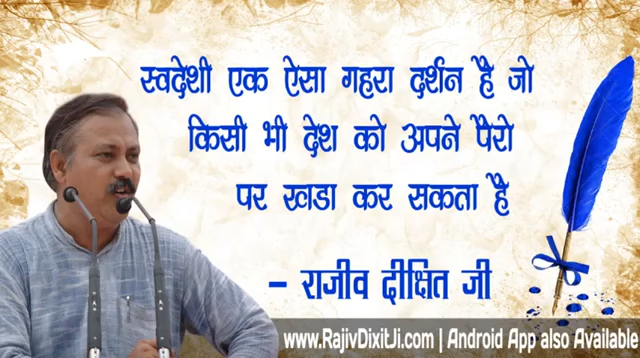 स्वदेशी एक ऐसा गहरा दर्शन है जो
किसी भी देश को अपने पैरो
पर खडा कर सकता है
– राजीव दीक्षित जी
www.RajivDixitJi.com | Android App also Available